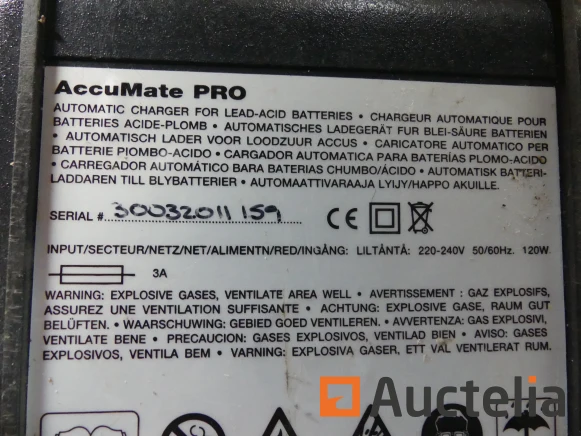 AccuMate PRO
AUTOMATIC CHARGER FOR LEAD-ACID BATTERIES • CHARGEUR AUTOMATIQUE POUR
BATTERIES ACIDE-PLOMB • AUTOMATISCHES LADEGERÄT FUR BLEI-SÄURE BATTERIEN
• AUTOMATISCH LADER VOOR LOODZUUR ACCUS • CARICATORE AUTOMATICO PER
BATTERIE PIOMBO-ACIDO • CARGADOR AUTOMATICA PARA BATERÍAS PLOMO-ACIDO
• CARREGADOR AUTOMÁTICO BARA BATERIAS CHUMBO/ÁCIDO • AUTOMATISK BATTERI-
LADDAREN TILL BLYBATTERIER • AUTOMAATTIVARAAJA LYIJY/HAPPO AKUILLE.
SERIAL # 30032011159 CE
INPUT/SECTEUR/NETZ/NET/ALIMENTN/RED/INGÅNG: LILTÄNTÄ: 220-240V 50/60Hz. 120W
3A
WARNING: EXPLOSIVE GASES, VENTILATE AREA WELL • AVERTISSEMENT : GAZ EXPLOSIFS,
ASSUREZ UNE VENTILATION SUFFISANTE • ACHTUNG: EXPLOSIVE GASE, RAUM GUT
BELÜFTEN. • WAARSCHUWING: GEBIED GOED VENTILEREN. • AVVERTENZA: GAS ESPLOSIVI,
VENTILATE BENE • PRECAUCION: GASES EXPLOSIVOS, VENTILAD BIEN • AVISO: GASES
EXPLOSIVOS, VENTILA BEM • VARNING: EXPLOSIVA GASER, ETT VAL VENTILERAT RUM.
Auctelia